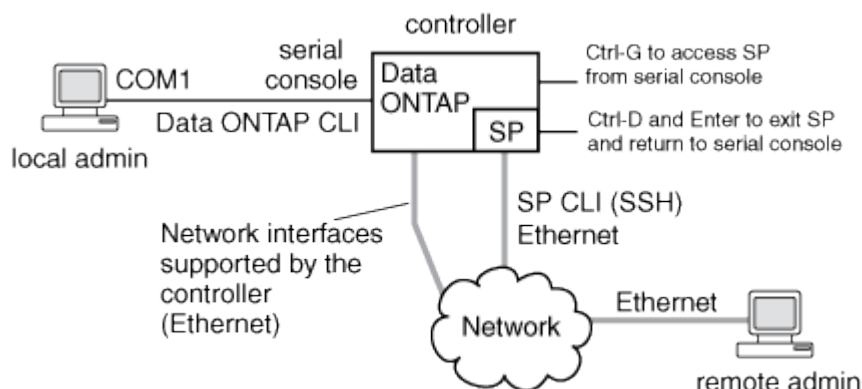 controller
serial
console
COM1
Data ONTAP CLI
local admin
Data
ONTAP
SP
Ctrl-G to access SP
from serial console
Ctrl-D and Enter to exit SP
and return to serial console
SP CLI (SSH)
Ethernet
Network interfaces
supported by the
controller
(Ethernet)
Network
Ethernet
remote admin